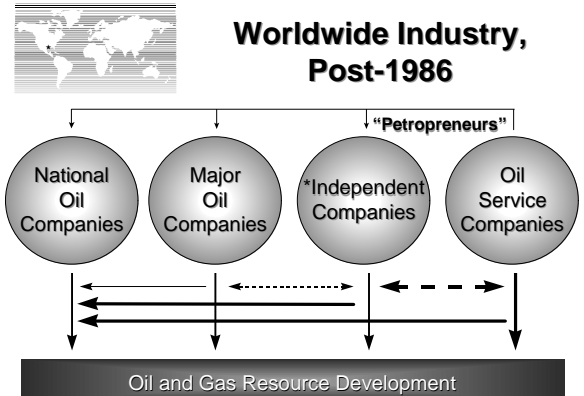 Worldwide Industry,
Post-1986
“Petropreneurs”
National
Oil
Companies
Major
Oil
Companies
*Independent
Companies
Oil
Service
Companies
Oil and Gas Resource Development